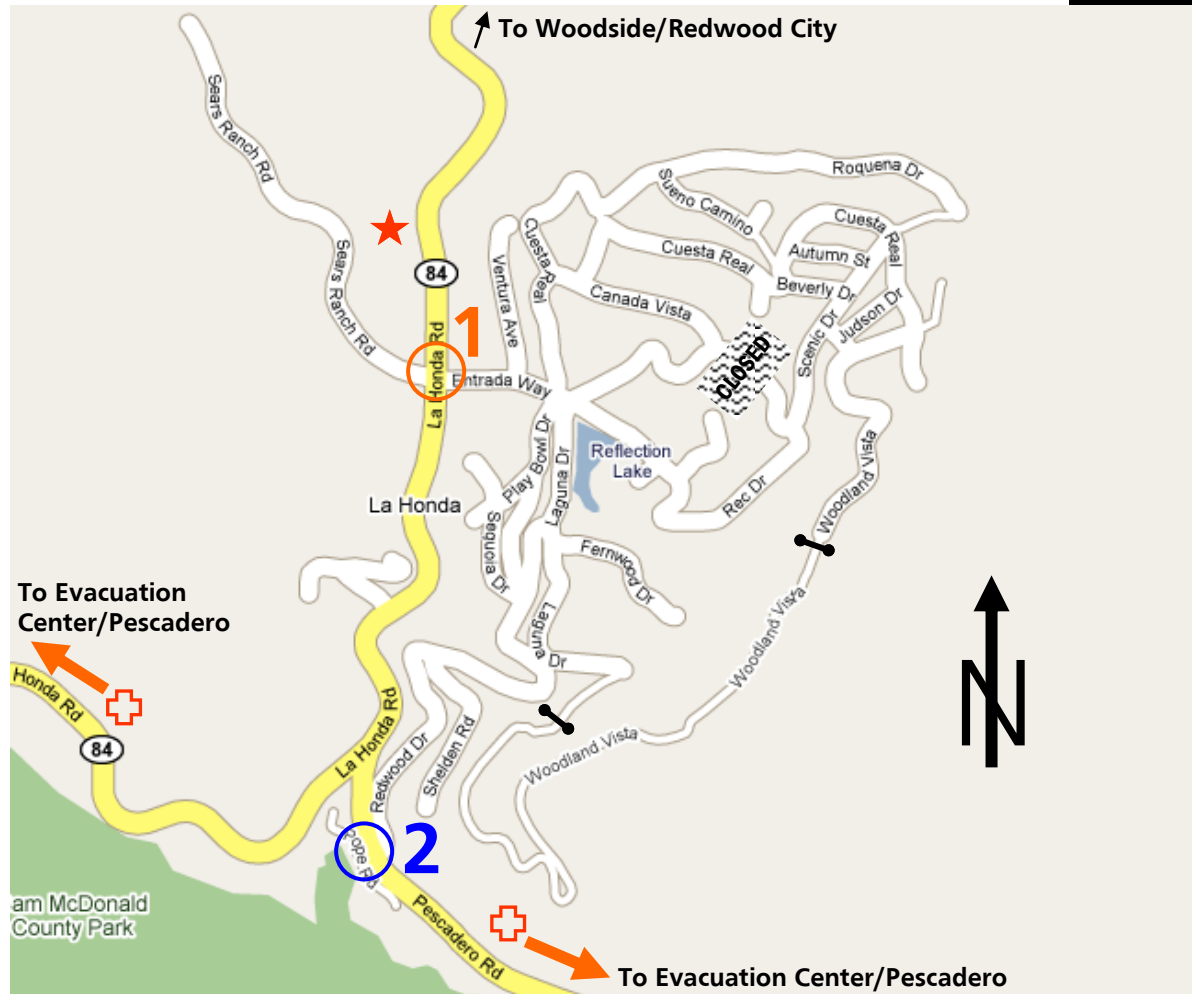 To Woodside/Redwood City
Sears Ranch Rd
Roquena Dr
Sueno Camino
Cuesta Real
Cuesta Real
Cuesta Real
Autumn St
Ventura Ave
Sears Ranch Rd
84
Beverly Dr
Canada Vista
Judson Dr
1
Scenic Dr
CLOSED
La Honda Rd
Entrada Way
Play Bowl Dr
Reflection
Lake
Laguna Dr
Rec Dr
Woodland Vista
La Honda
Sequoia Dr
Fernwood Dr
To Evacuation
Center/Pescadero
Laguna Dr
Woodland Vista
N
Honda Rd
84
La Honda Rd
Redwood Dr
Shelden Rd
Woodland Vista
2
Pope Rd
am McDonald
County Park
Pescadero Rd
To Evacuation Center/Pescadero